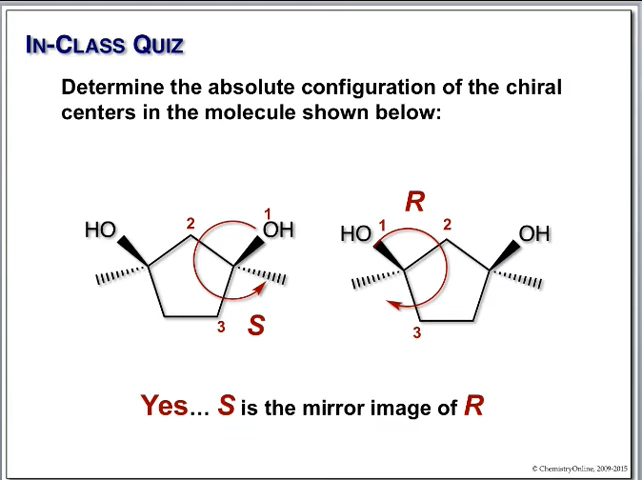 IN-CLASS QUIZ
Determine the absolute configuration of the chiral
centers in the molecule shown below:
HO 2 1 OH 3 S
R HO 1 2 OH 3
Yes... S is the mirror image of R
© ChemistryOnline, 2009-2015